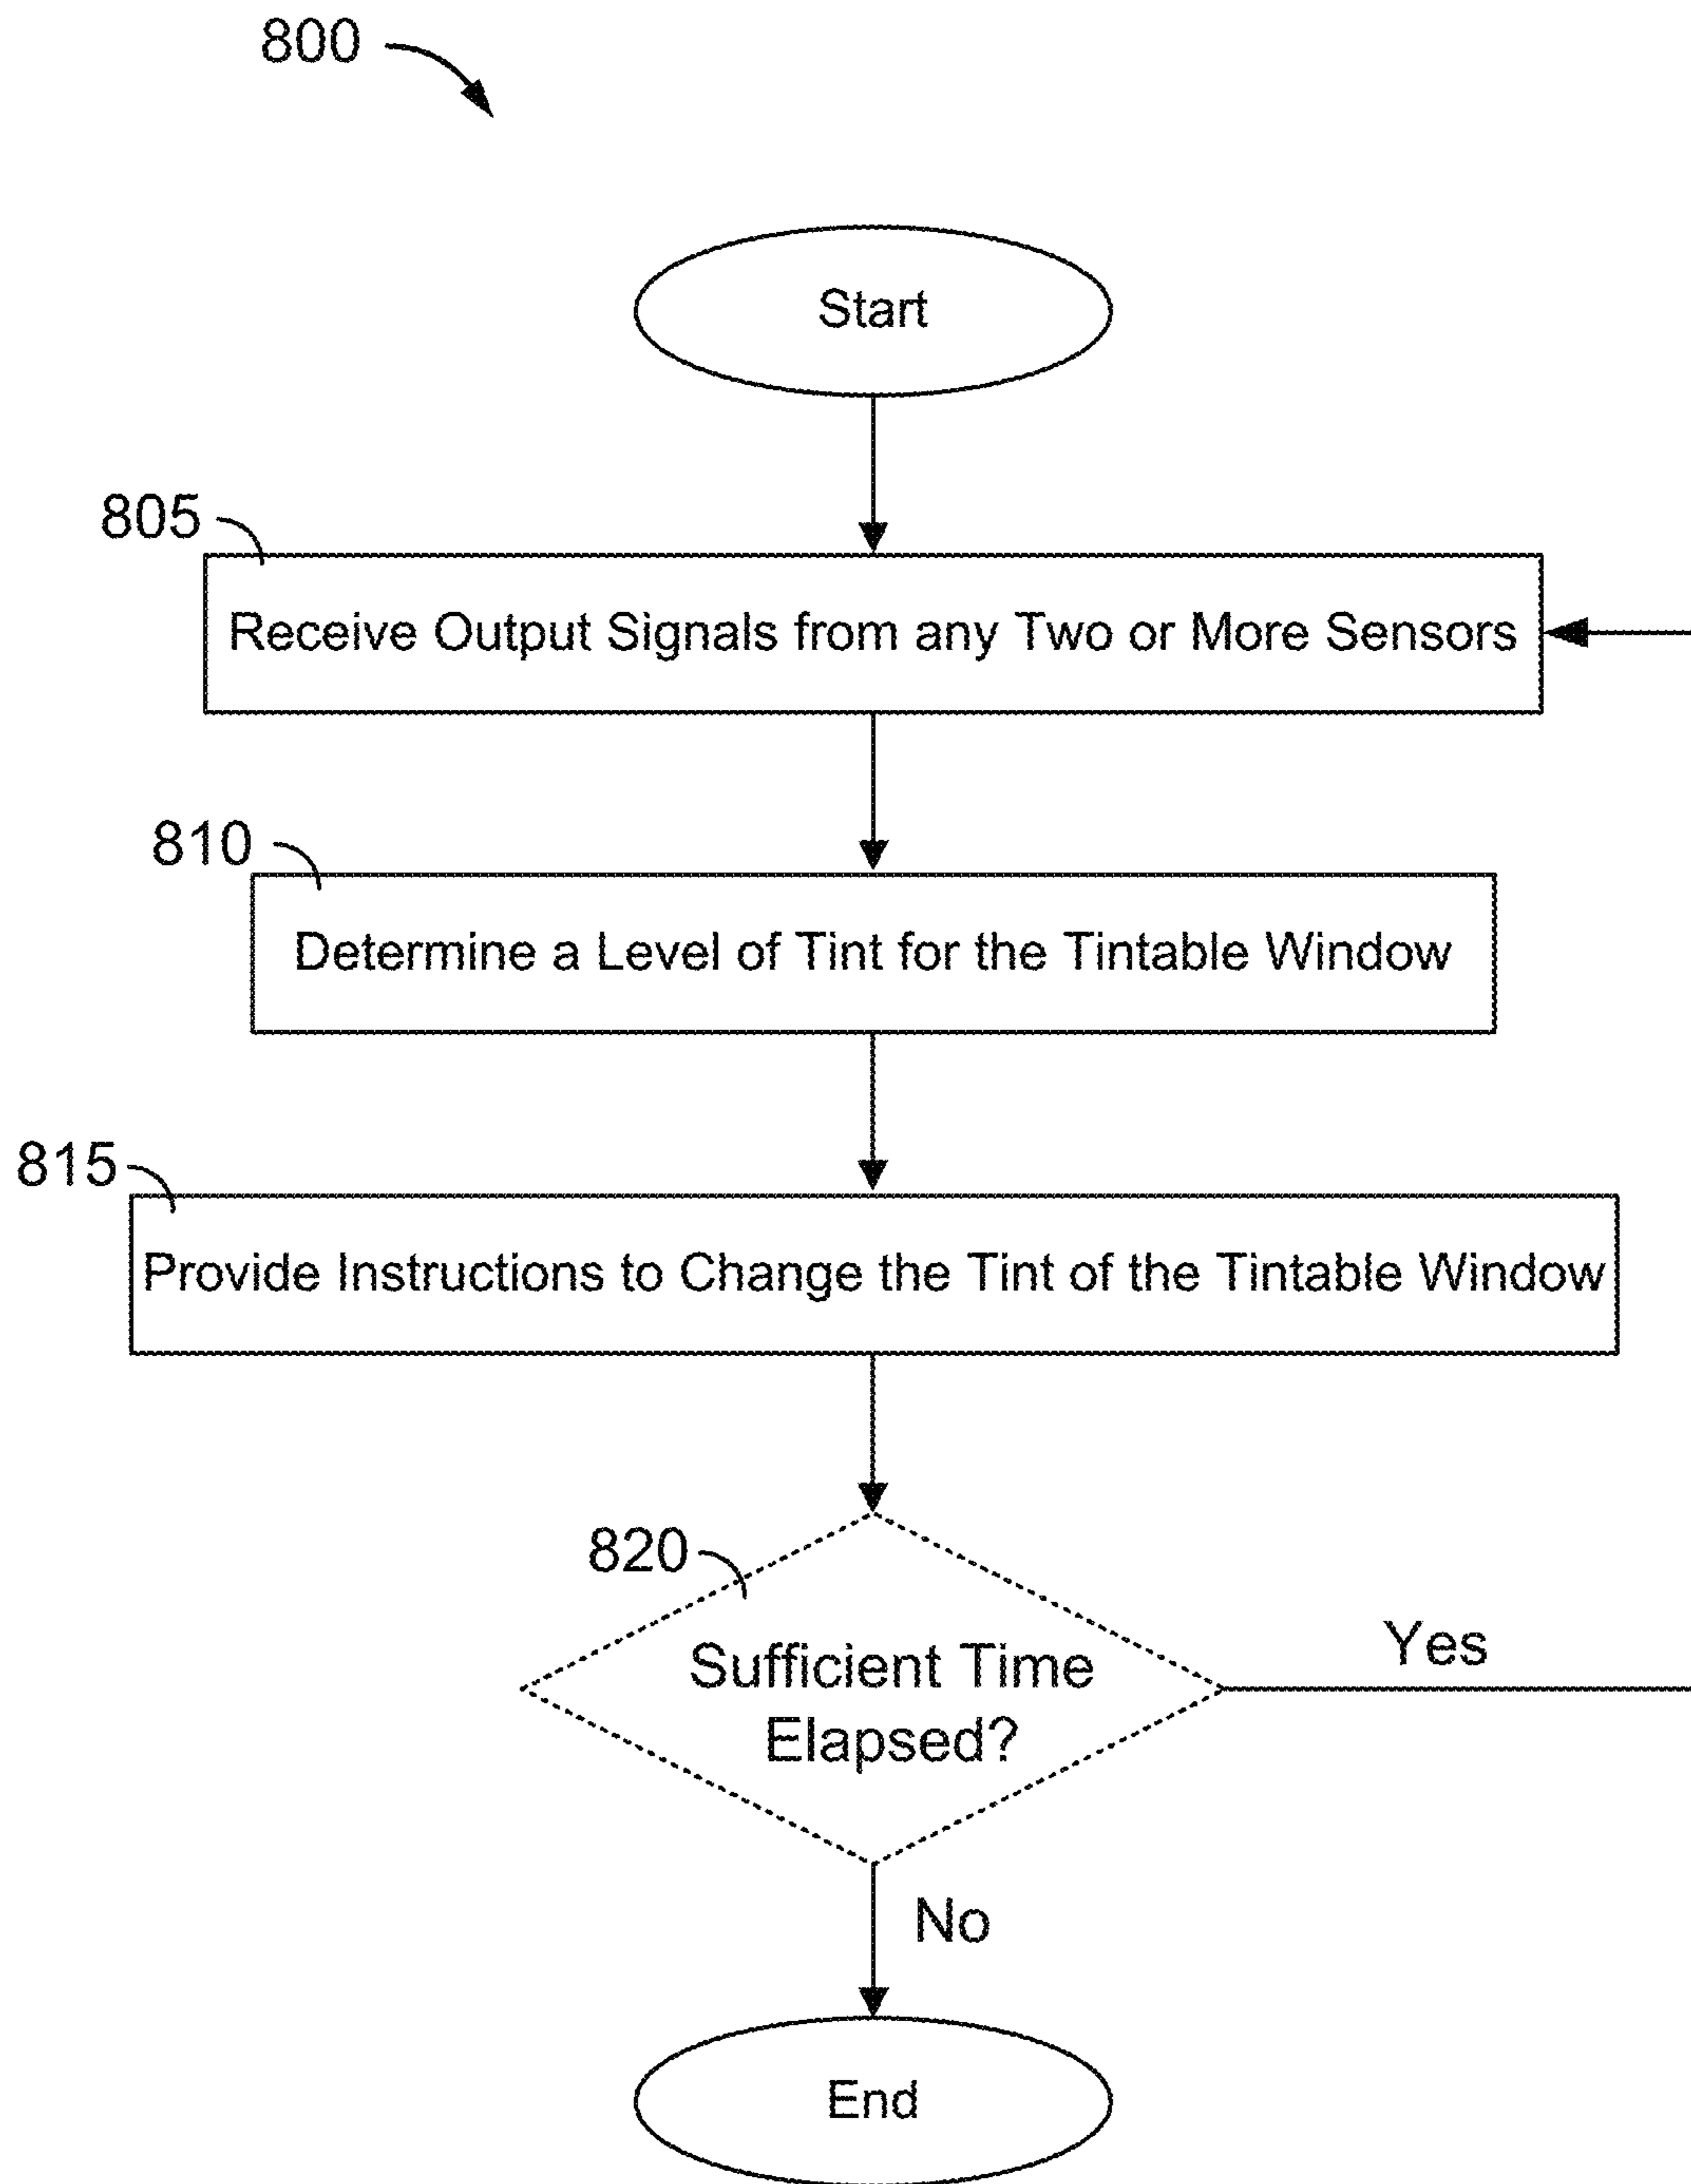 800
Start
805
Receive Output Signals from any Two or More Sensors
810
Determine a Level of Tint for the Tintable Window
815
Provide Instructions to Change the Tint of the Tintable Window
820
Sufficient Time
Elapsed?
Yes
No
End